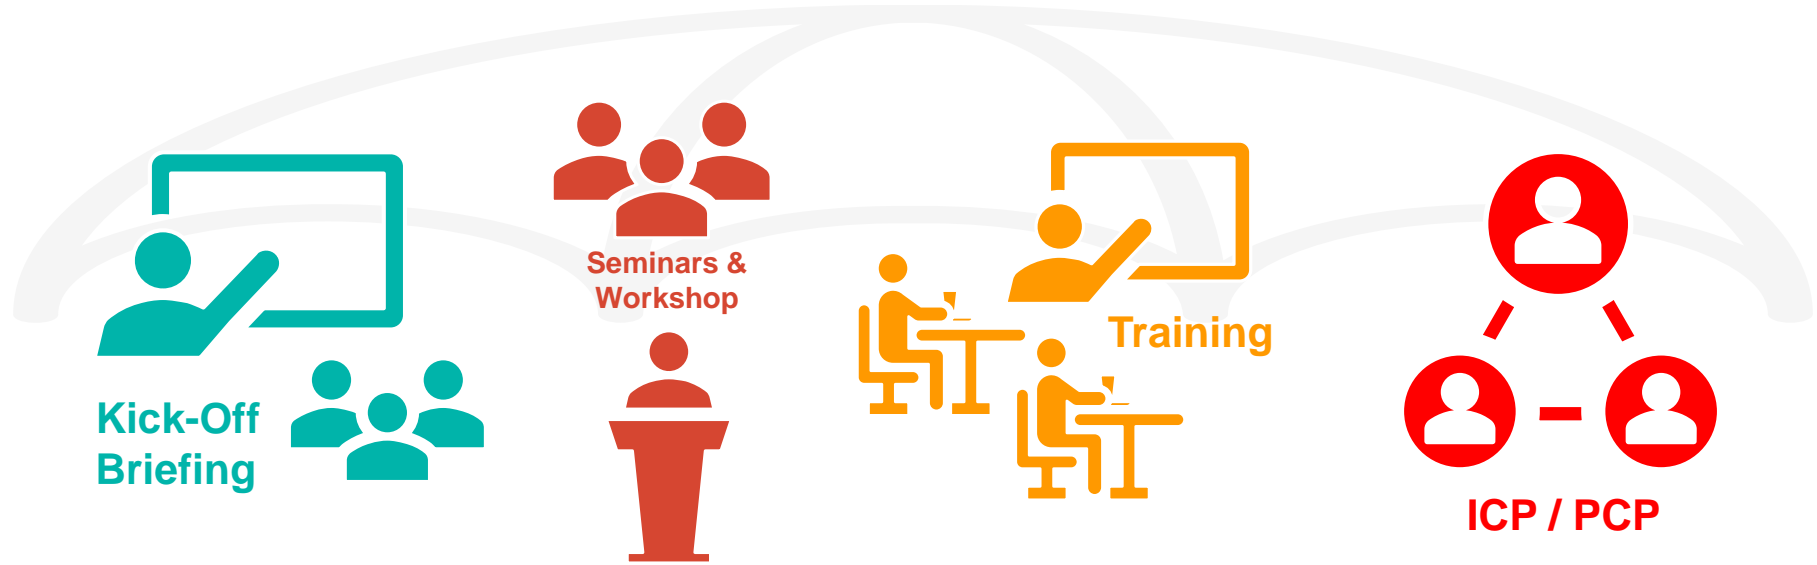 Kick-Off
Briefing
Seminars &
Workshop
Training
ICP / PCP